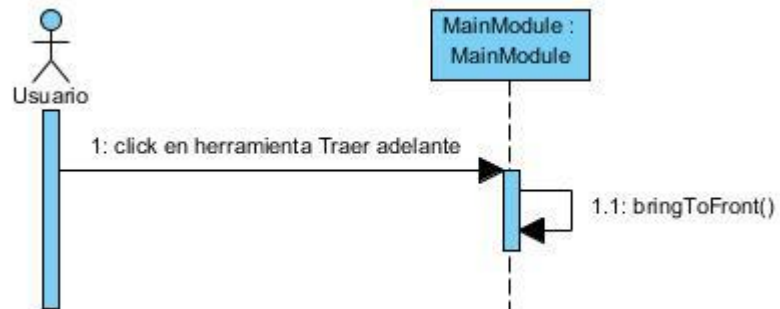 MainModule :
MainModule
Usuario
1: click en herramienta Traer adelante
1.1: bringToFront()